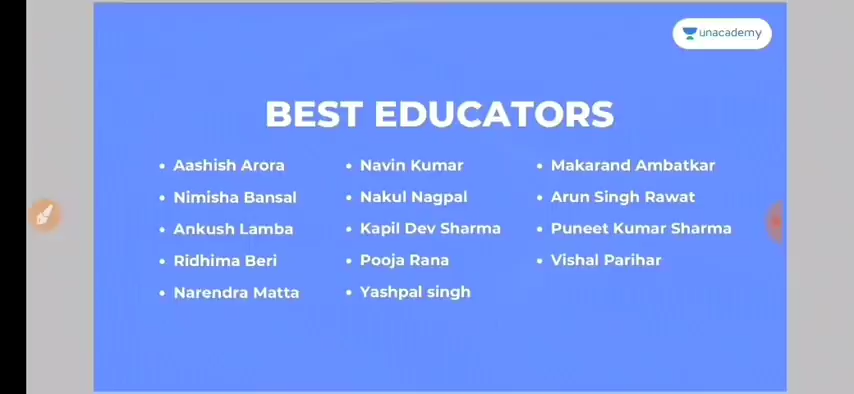 unacademy
BEST EDUCATORS
• Aashish Arora
• Nimisha Bansal
• Ankush Lamba
• Ridhima Beri
• Narendra Matta
• Navin Kumar
• Nakul Nagpal
• Kapil Dev Sharma
• Pooja Rana
• Yashpal singh
• Makarand Ambatkar
• Arun Singh Rawat
• Puneet Kumar Sharma
• Vishal Parihar